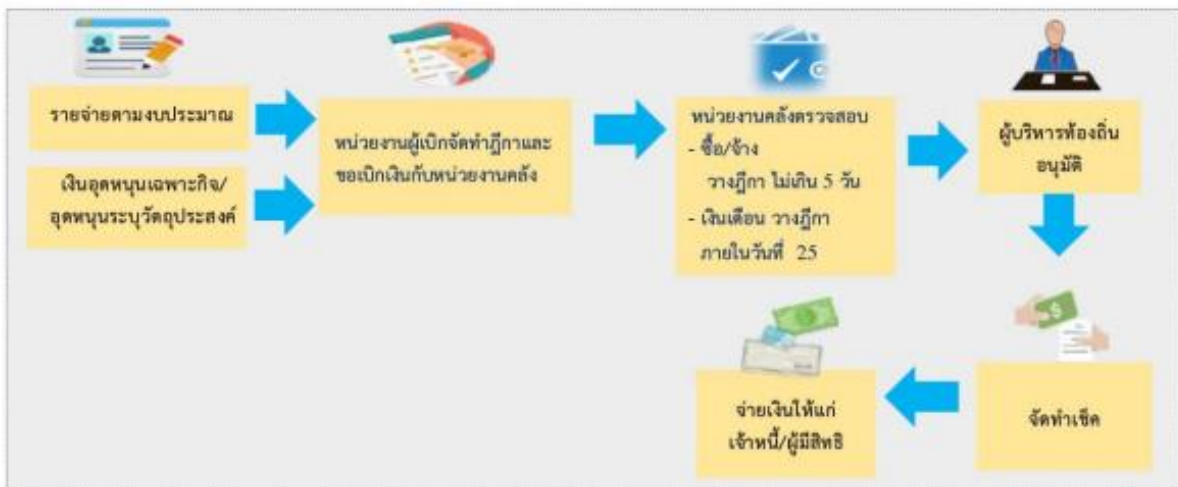 รายจ่ายตามงบประมาณ
เงินอุดหนุนเฉพาะกิจ/
อุดหนุนระบุวัตถุประสงค์
หน่วยงานผู้เบิกจัดทำฎีกาและ
ขอเบิกเงินกับหน่วยงานคลัง
หน่วยงานคลังตรวจสอบ
- ซื้อ/จ้าง
วางฎีกา ไม่เกิน 5 วัน
- เงินเดือน วางฎีกา
ภายในวันที่ 25
ผู้บริหารท้องถิ่น
อนุมัติ
จัดทำเช็ค
จ่ายเงินให้แก่
เจ้าหนี้/ผู้มีสิทธิ